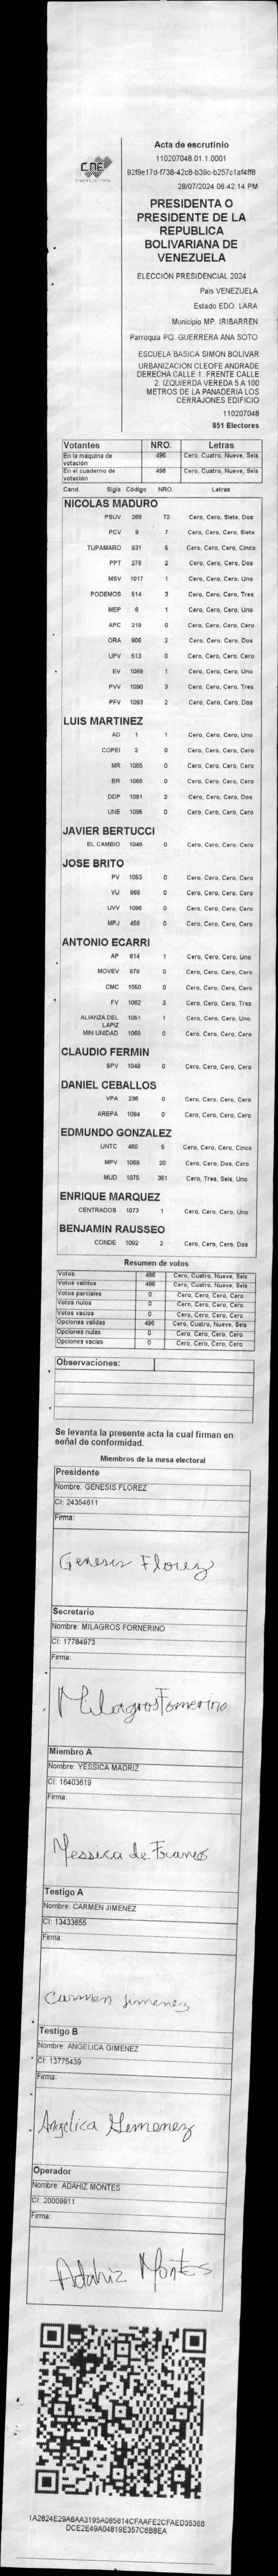 CNE
Acta de escrutinio
110207048.01.1.0001
92f9e17d-f738-42c8-b39c-b257c1af4ff8
28/07/2024 06:42:14 PM
PRESIDENTA O
PRESIDENTE DE LA
REPUBLICA
BOLIVARIANA DE
VENEZUELA
ELECCIÓN PRESIDENCIAL 2024
País VENEZUELA
Estado EDO. LARA
Municipio MP. IRIBARREN
Parroquia PQ. GUERRERA ANA SOTO
ESCUELA BASICA SIMON BOLIVAR
URBANIZACION CLEOFE ANDRADE
DERECHA CALLE 1. FRENTE CALLE
2. IZQUIERDA VEREDA 5 A 100
METROS DE LA PANADERIA LOS
CERRAJONES EDIFICIO
110207048
851 Electores
Votantes NRO. Letras
En la máquina de votación 496 Cero, Cuatro, Nueve, Seis
En el cuaderno de votación 496 Cero, Cuatro, Nueve, Seis
Cand. Sigla Código NRO. Letras
NICOLAS MADURO
PSUV 269 72 Cero, Cero, Siete, Dos
PCV 9 7 Cero, Cero, Cero, Siete
TUPAMARO 931 5 Cero, Cero, Cero, Cinco
PPT 276 2 Cero, Cero, Cero, Dos
MSV 1017 1 Cero, Cero, Cero, Uno
PODEMOS 514 3 Cero, Cero, Cero, Tres
MEP 6 1 Cero, Cero, Cero, Uno
APC 219 0 Cero, Cero, Cero, Cero
ORA 906 2 Cero, Cero, Cero, Dos
UPV 513 0 Cero, Cero, Cero, Cero
EV 1089 1 Cero, Cero, Cero, Uno
PVV 1090 3 Cero, Cero, Cero, Tres
PFV 1093 2 Cero, Cero, Cero, Dos
LUIS MARTINEZ
AD 1 1 Cero, Cero, Cero, Uno
COPEI 2 0 Cero, Cero, Cero, Cero
MR 1065 0 Cero, Cero, Cero, Cero
BR 1066 0 Cero, Cero, Cero, Cero
DDP 1091 2 Cero, Cero, Cero, Dos
UNE 1095 0 Cero, Cero, Cero, Cero
JAVIER BERTUCCI
EL CAMBIO 1048 0 Cero, Cero, Cero, Cero
JOSE BRITO
PV 1053 0 Cero, Cero, Cero, Cero
VU 969 0 Cero, Cero, Cero, Cero
UVV 1096 0 Cero, Cero, Cero, Cero
MPJ 458 0 Cero, Cero, Cero, Cero
ANTONIO ECARRI
AP 914 1 Cero, Cero, Cero, Uno
MOVEV 878 0 Cero, Cero, Cero, Cero
CMC 1050 0 Cero, Cero, Cero, Cero
FV 1062 3 Cero, Cero, Cero, Tres
ALIANZA DEL LAPIZ 1051 1 Cero, Cero, Cero, Uno
MIN UNIDAD 1068 0 Cero, Cero, Cero, Cero
CLAUDIO FERMIN
SPV 1049 0 Cero, Cero, Cero, Cero
DANIEL CEBALLOS
VPA 236 0 Cero, Cero, Cero, Cero
AREPA 1094 0 Cero, Cero, Cero, Cero
EDMUNDO GONZALEZ
UNTC 460 5 Cero, Cero, Cero, Cinco
MPV 1069 20 Cero, Cero, Dos, Cero
MUD 1075 361 Cero, Tres, Seis, Uno
ENRIQUE MARQUEZ
CENTRADOS 1073 1 Cero, Cero, Cero, Uno
BENJAMIN RAUSSEO
CONDE 1092 2 Cero, Cero, Cero, Dos
Resumen de votos
Votos 496 Cero, Cuatro, Nueve, Seis
Votos validos 496 Cero, Cuatro, Nueve, Seis
Votos parciales 0 Cero, Cero, Cero, Cero
Votos nulos 0 Cero, Cero, Cero, Cero
Votos vacios 0 Cero, Cero, Cero, Cero
Opciones validas 496 Cero, Cuatro, Nueve, Seis
Opciones nulas 0 Cero, Cero, Cero, Cero
Opciones vacias 0 Cero, Cero, Cero, Cero
Observaciones:
Se levanta la presente acta la cual firman en
señal de conformidad.
Miembros de la mesa electoral
Presidente
Nombre: GENESIS FLOREZ
CI: 24354611
Firma:
Genesis Florez
Secretario
Nombre: MILAGROS FORNERINO
CI: 17784973
Firma:
Milagros Fornerino
Miembro A
Nombre: YESSICA MADRIZ
CI: 16403619
Firma:
Yessica de Franco
Testigo A
Nombre: CARMEN JIMENEZ
CI: 13433655
Firma:
Carmen Jimenez
Testigo B
Nombre: ANGELICA GIMENEZ
CI: 13775439
Firma:
Angelica Gimenez
Operador
Nombre: ADAHIZ MONTES
CI: 20009911
Firma:
Adahiz Montes
1A2824E29A6AA3195A085614CFAAFE2CFAED3536B
DCE2E49A04819E357C6B8EA